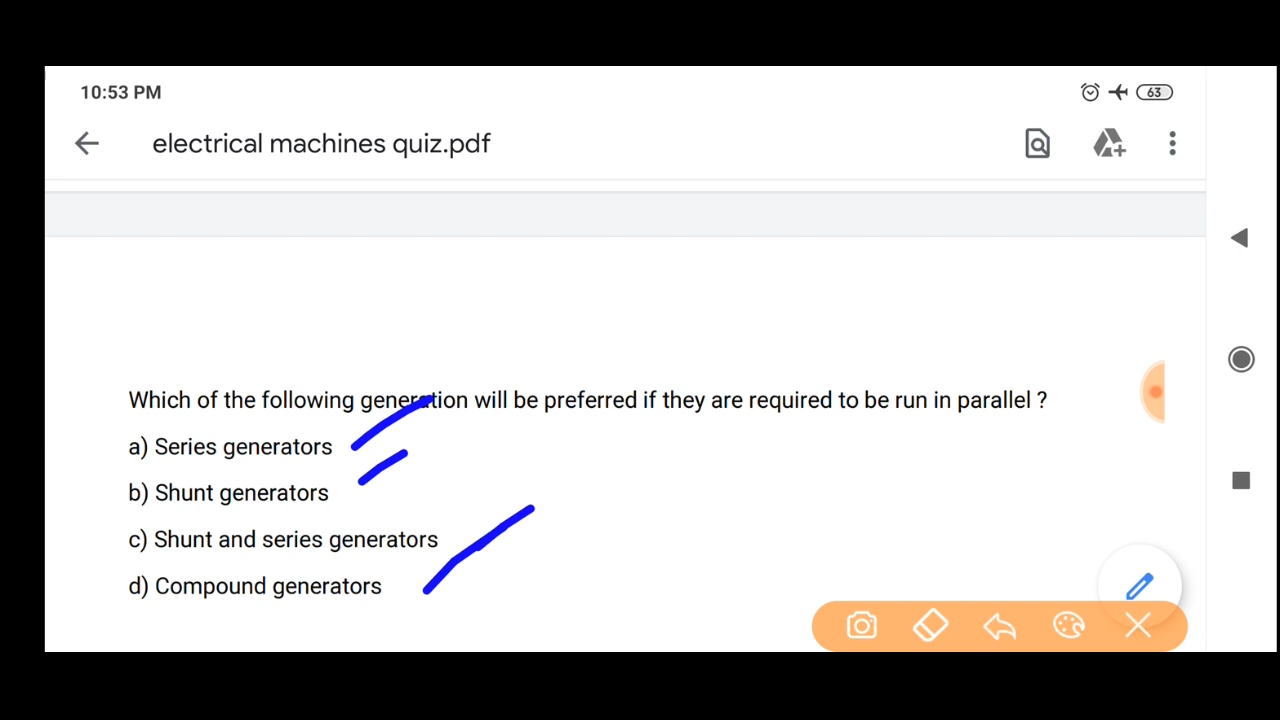 10:53 PM
63
electrical machines quiz.pdf
Which of the following generation will be preferred if they are required to be run in parallel ?
a) Series generators
b) Shunt generators
c) Shunt and series generators
d) Compound generators